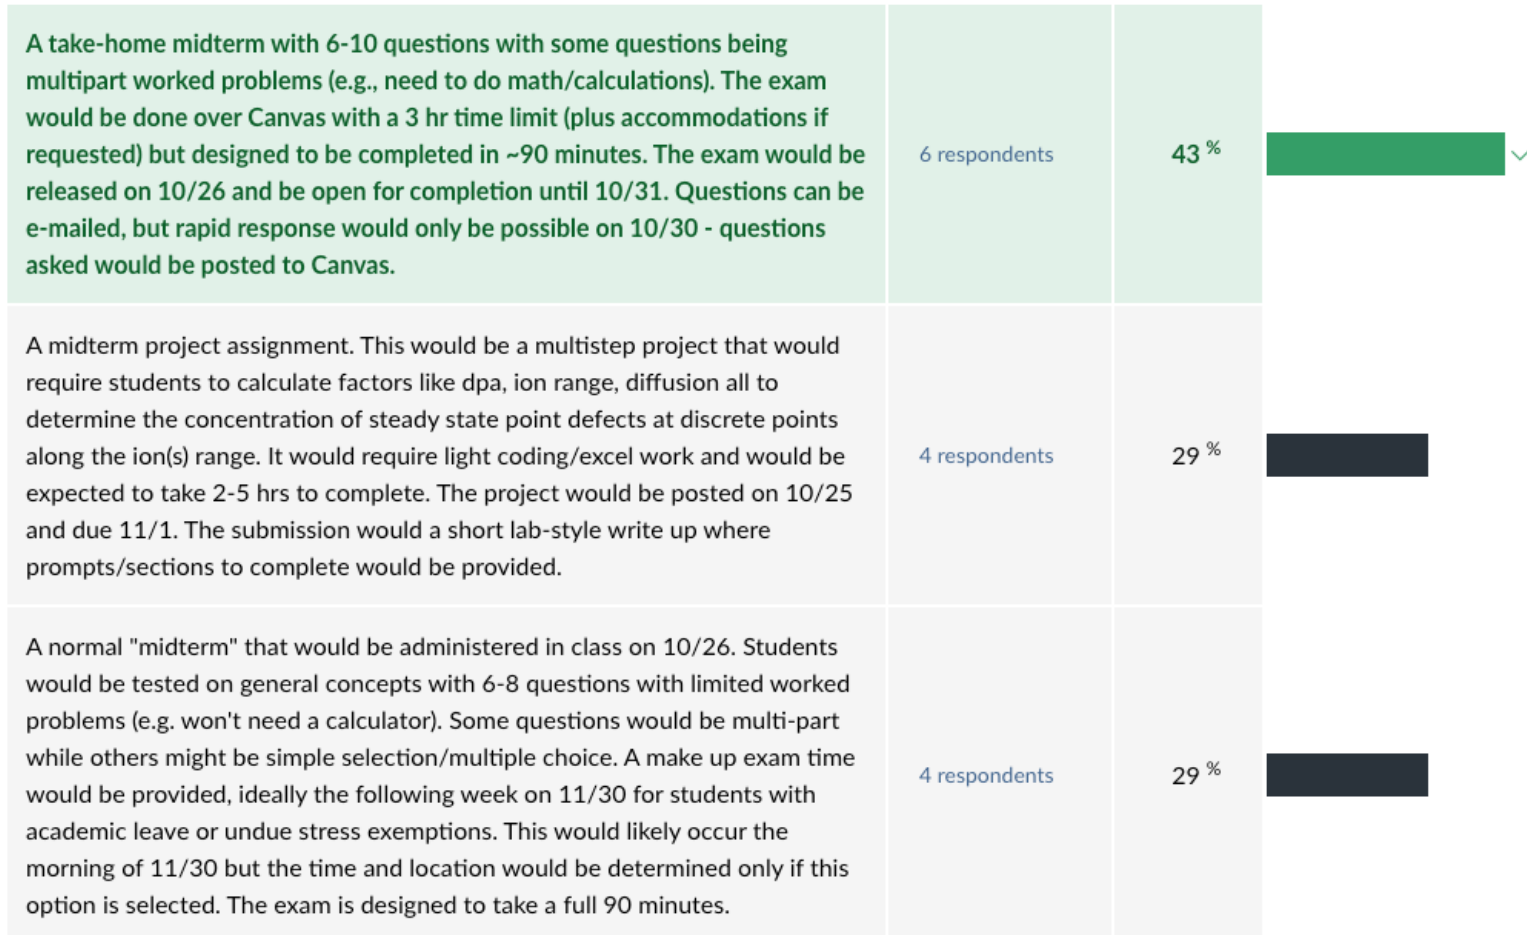 A take-home midterm with 6-10 questions with some questions being
multipart worked problems (e.g., need to do math/calculations). The exam
would be done over Canvas with a 3 hr time limit (plus accommodations if
requested) but designed to be completed in ~90 minutes. The exam would be
released on 10/26 and be open for completion until 10/31. Questions can be
e-mailed, but rapid response would only be possible on 10/30 - questions
asked would be posted to Canvas.
6 respondents
43 %
A midterm project assignment. This would be a multistep project that would
require students to calculate factors like dpa, ion range, diffusion all to
determine the concentration of steady state point defects at discrete points
along the ion(s) range. It would require light coding/excel work and would be
expected to take 2-5 hrs to complete. The project would be posted on 10/25
and due 11/1. The submission would a short lab-style write up where
prompts/sections to complete would be provided.
4 respondents
29 %
A normal "midterm" that would be administered in class on 10/26. Students
would be tested on general concepts with 6-8 questions with limited worked
problems (e.g. won't need a calculator). Some questions would be multi-part
while others might be simple selection/multiple choice. A make up exam time
would be provided, ideally the following week on 11/30 for students with
academic leave or undue stress exemptions. This would likely occur the
morning of 11/30 but the time and location would be determined only if this
option is selected. The exam is designed to take a full 90 minutes.
4 respondents
29 %